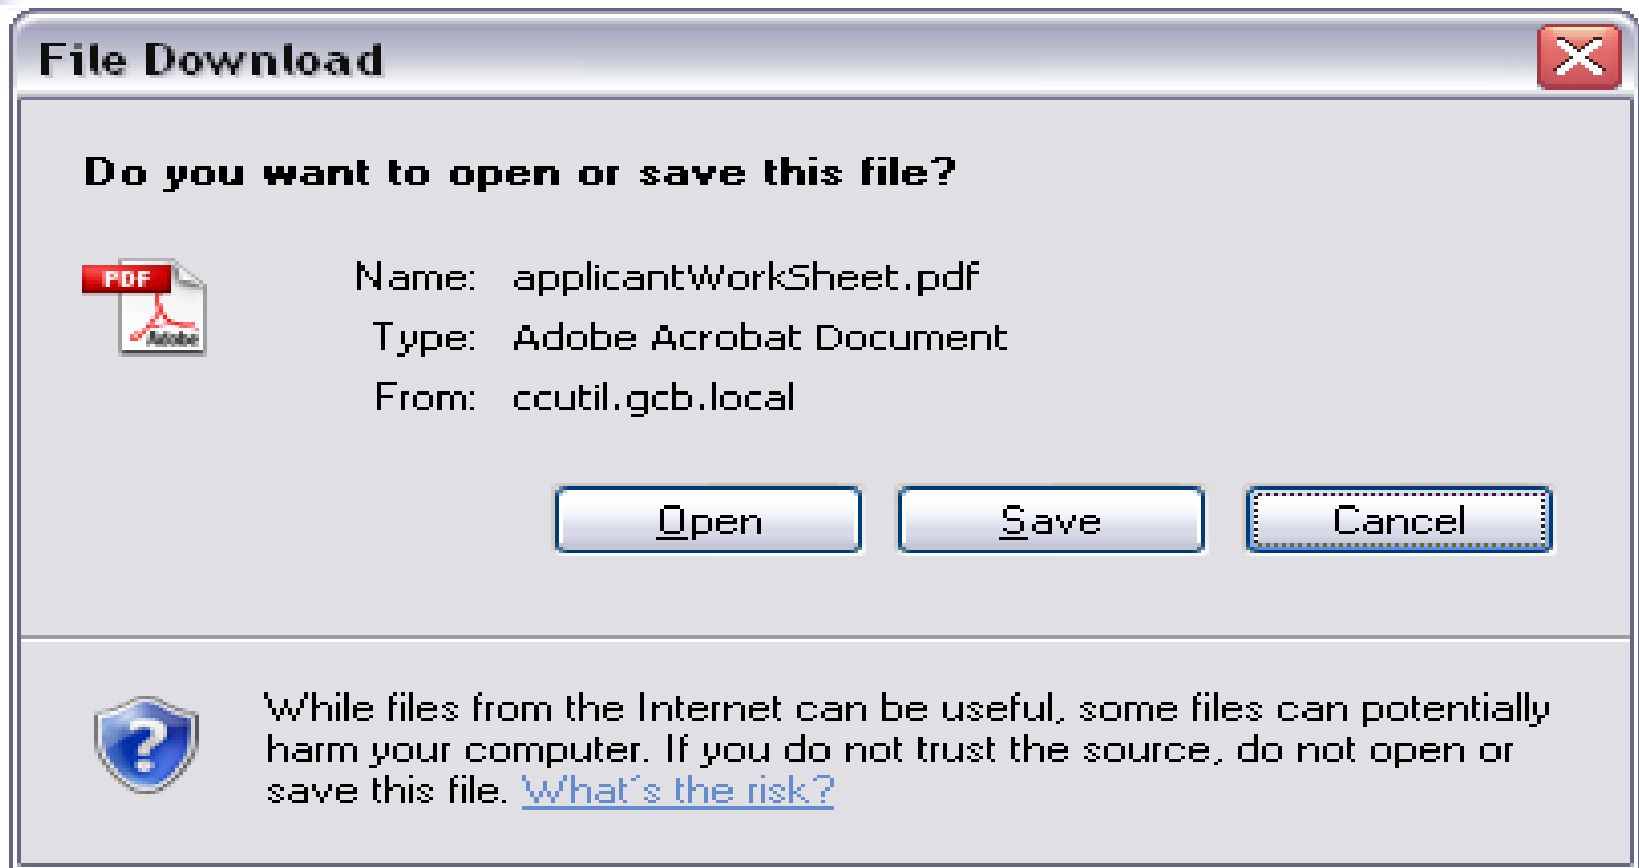 File Download
Do you want to open or save this file?
PDF
Adobe
Name: applicantWorkSheet.pdf
Type: Adobe Acrobat Document
From: ccutil.gcb.local
Open Save Cancel
While files from the Internet can be useful, some files can potentially
harm your computer. If you do not trust the source, do not open or
save this file. What's the risk?